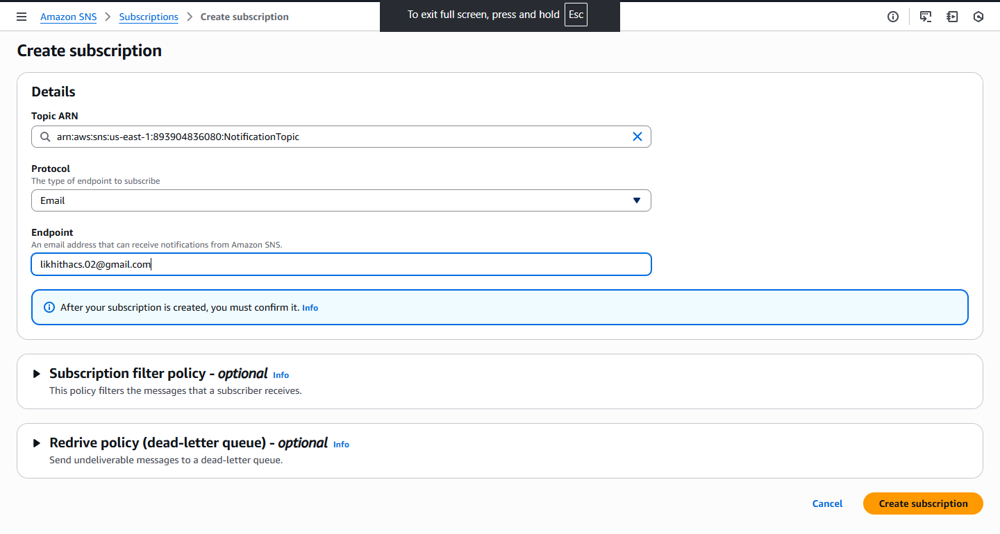 Amazon SNS > Subscriptions > Create subscription
To exit full screen, press and hold Esc
Create subscription
Details
Topic ARN
arn:aws:sns:us-east-1:893904836080:NotificationTopic
Protocol
The type of endpoint to subscribe
Email
Endpoint
An email address that can receive notifications from Amazon SNS.
likhithacs.02@gmail.com
After your subscription is created, you must confirm it. Info
Subscription filter policy - optional Info
This policy filters the messages that a subscriber receives.
Redrive policy (dead-letter queue) - optional Info
Send undeliverable messages to a dead-letter queue.
Cancel Create subscription